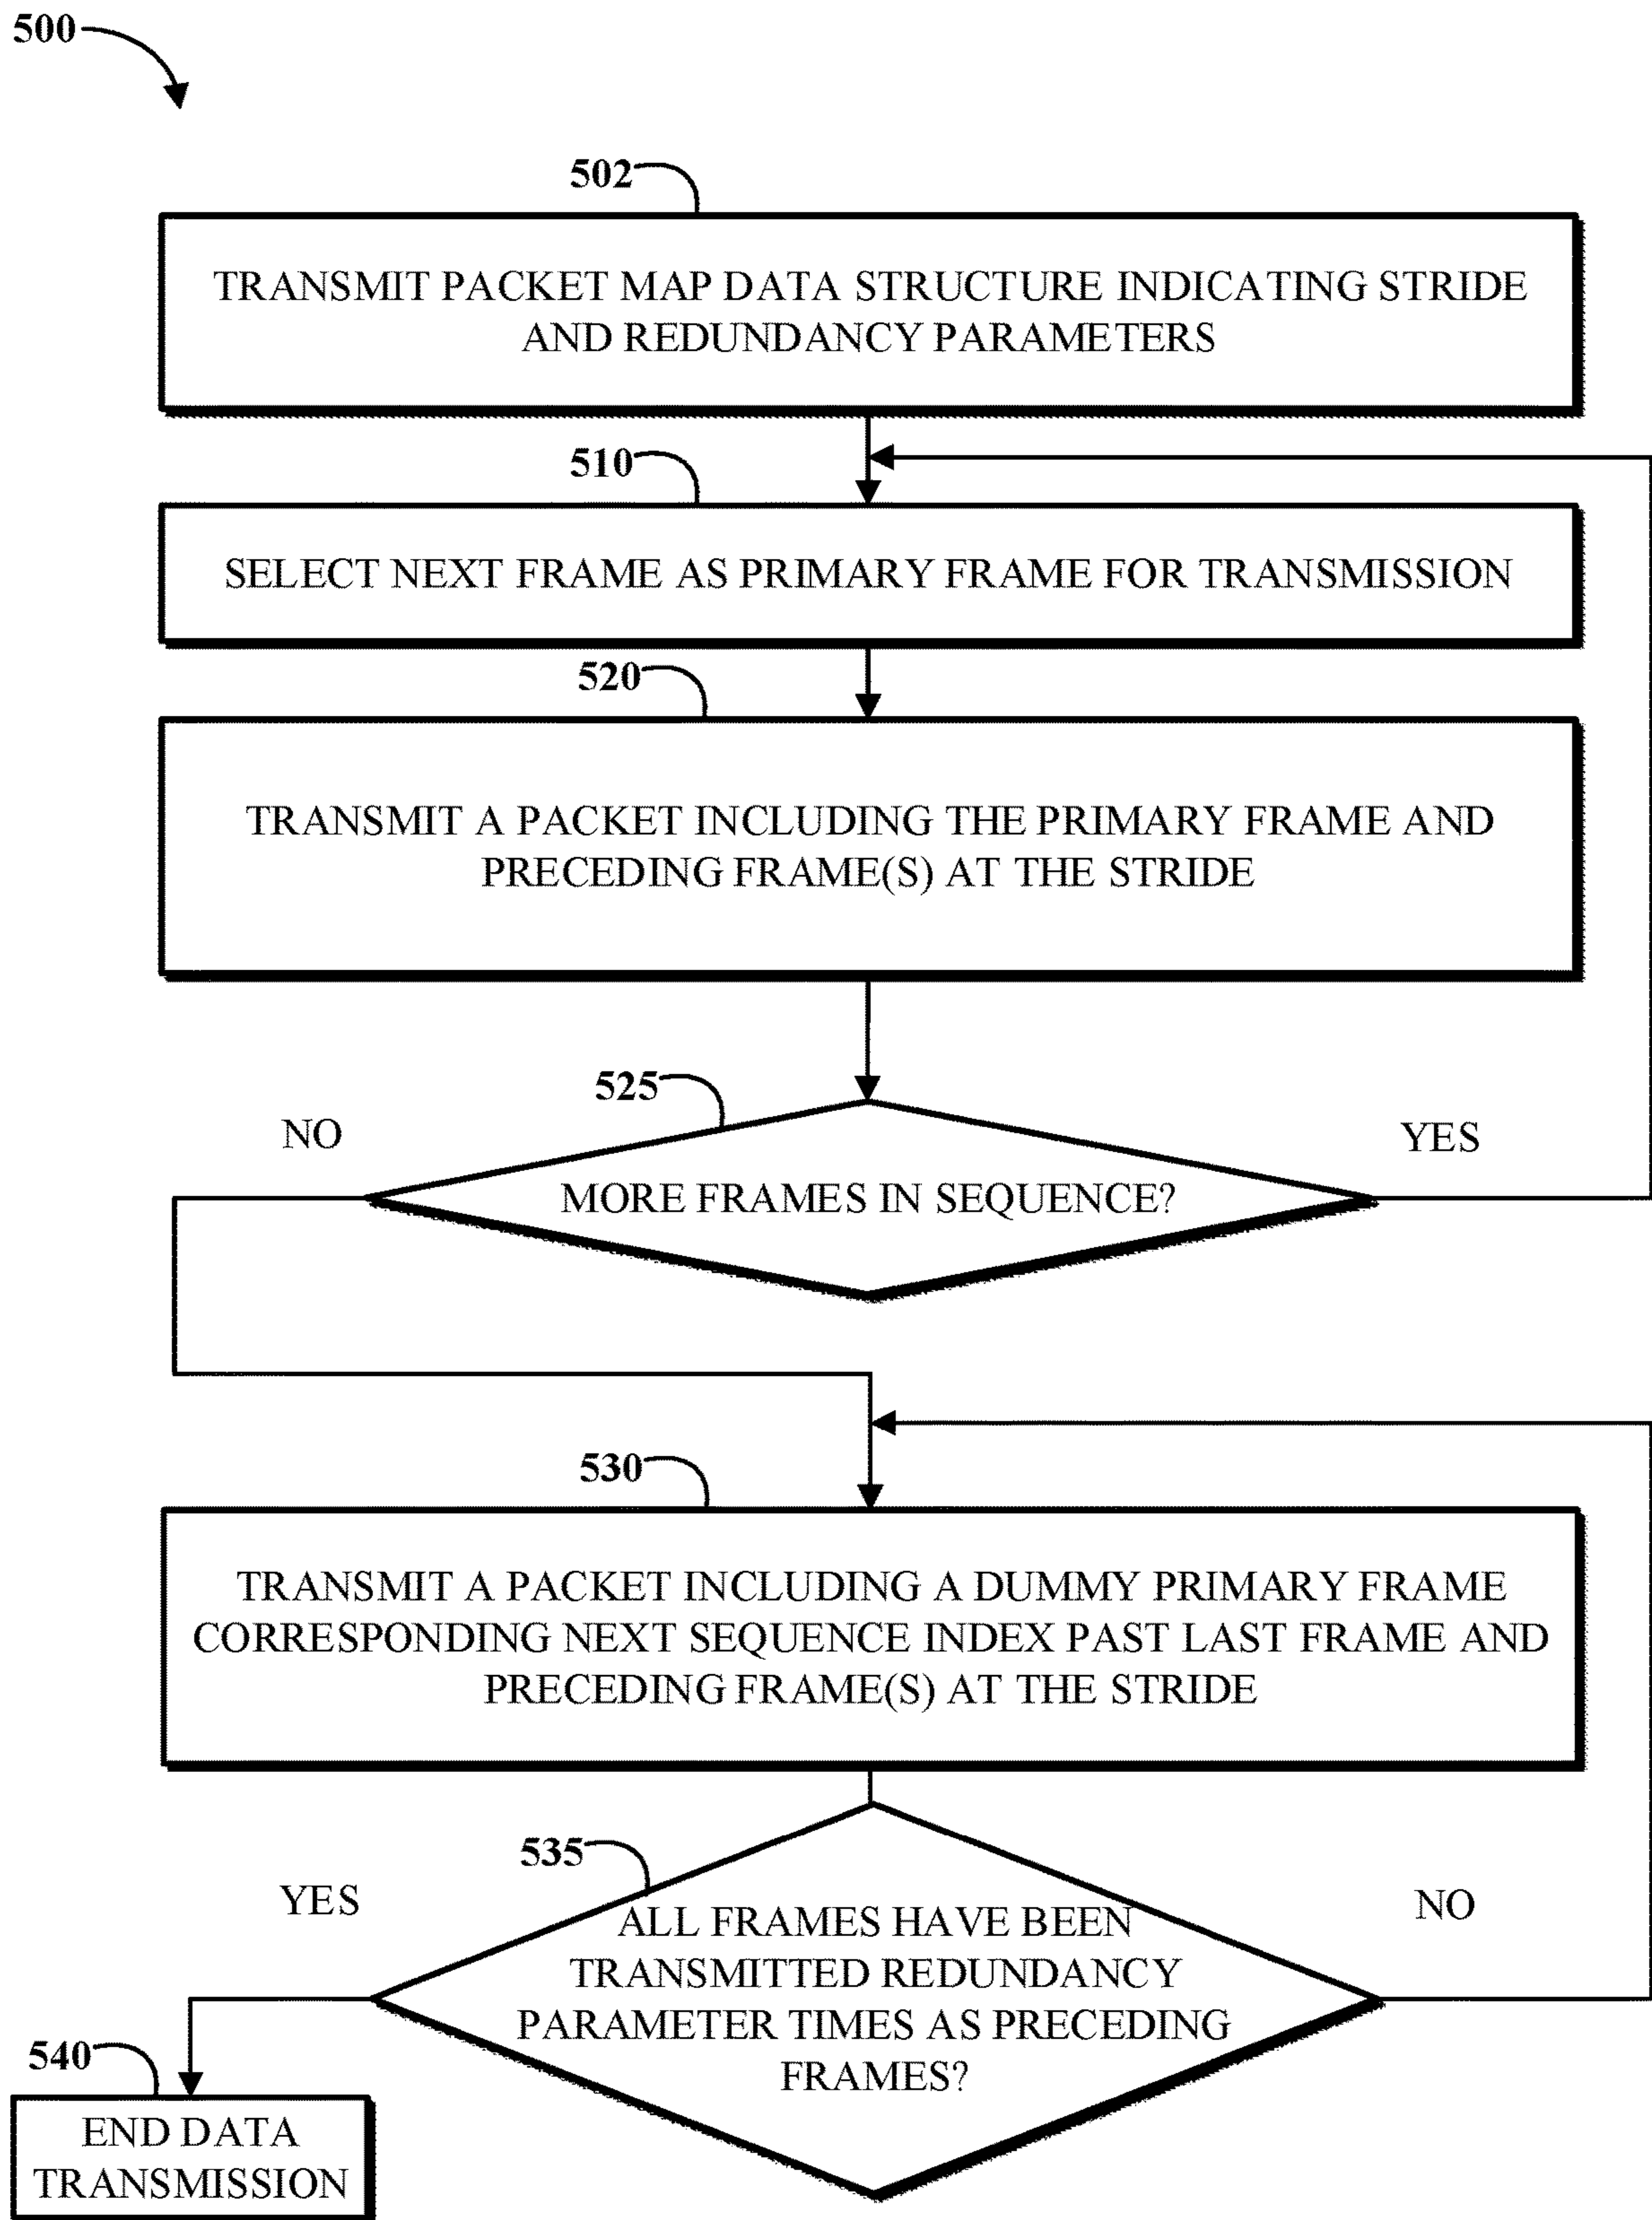 500
502
TRANSMIT PACKET MAP DATA STRUCTURE INDICATING STRIDE
AND REDUNDANCY PARAMETERS
510
SELECT NEXT FRAME AS PRIMARY FRAME FOR TRANSMISSION
520
TRANSMIT A PACKET INCLUDING THE PRIMARY FRAME AND
PRECEDING FRAME(S) AT THE STRIDE
525
NO
YES
MORE FRAMES IN SEQUENCE?
530
TRANSMIT A PACKET INCLUDING A DUMMY PRIMARY FRAME
CORRESPONDING NEXT SEQUENCE INDEX PAST LAST FRAME AND
PRECEDING FRAME(S) AT THE STRIDE
535
YES
NO
ALL FRAMES HAVE BEEN
TRANSMITTED REDUNDANCY
PARAMETER TIMES AS PRECEDING
FRAMES?
540
END DATA
TRANSMISSION